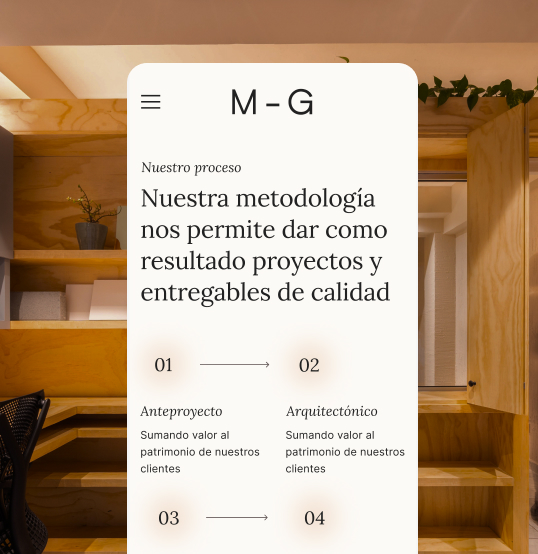 M – G
Nuestro proceso
Nuestra metodología
nos permite dar como
resultado proyectos y
entregables de calidad
01
02
Anteproyecto
Arquitectónico
Sumando valor al
patrimonio de nuestros
clientes
Sumando valor al
patrimonio de nuestros
clientes
03
04